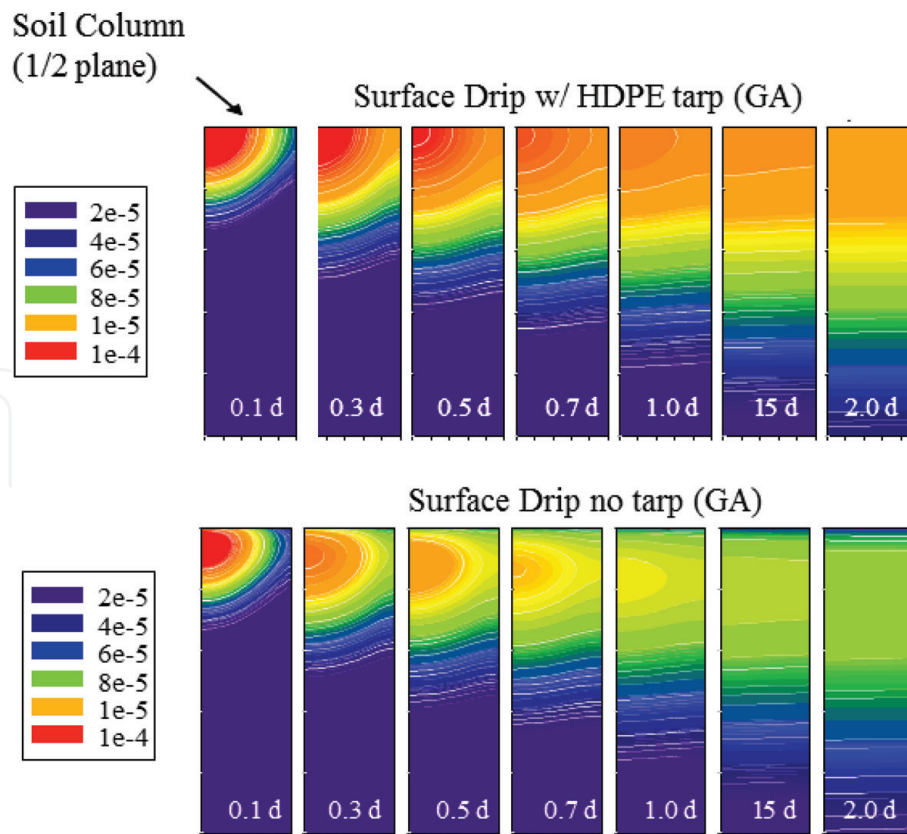 Soil Column
(1/2 plane)
Surface Drip w/ HDPE tarp (GA)
2e-5
4e-5
6e-5
8e-5
1e-5
1e-4
0.1 d 0.3 d 0.5 d 0.7 d 1.0 d 15 d 2.0 d
Surface Drip no tarp (GA)
2e-5
4e-5
6e-5
8e-5
1e-5
1e-4
0.1 d 0.3 d 0.5 d 0.7 d 1.0 d 15 d 2.0 d